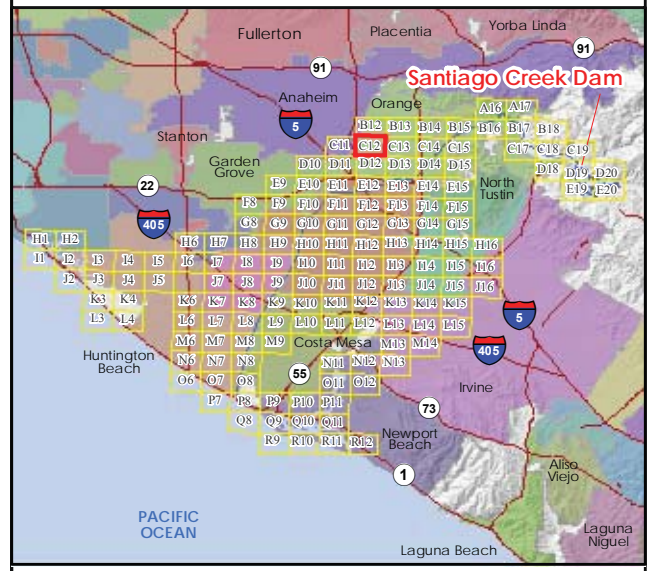 Fullerton
Placentia
Yorba Linda
91
91
Santiago Creek Dam
Anaheim
Orange
5
A16 A17
B12 B13 B14 B15 B16 B17 B18
Stanton
C11 C12 C13 C14 C15 C17 C18 C19
Garden
Grove
D10 D11 D12 D13 D14 D15 D18 D19 D20
22
E9 E10 E11 E12 E13 E14 E15 E19 E20
North
Tustin
F8 F9 F10 F11 F12 F13 F14 F15
405
G8 G9 G10 G11 G12 G13 G14 G15
H1 H2 H6 H7 H8 H9 H10 H11 H12 H13 H14 H15 H16
I1 I2 I3 I4 I5 I6 I7 I8 I9 I10 I11 I12 I13 I14 I15 I16
J2 J3 J4 J5 J7 J8 J9 J10 J11 J12 J13 J14 J15 J16
K3 K4 K6 K7 K8 K9 K10 K11 K12 K13 K14 K15
5
L3 L4 L6 L7 L8 L9 L10 L11 L12 L13 L14 L15
M6 M7 M8 M9 Costa Mesa M13 M14
405
Huntington
Beach
N6 N7 N8 N11 N12 N13
55
O6 O7 O8 O11 O12
Irvine
P7 P8 P9 P10 P11
73
Q8 Q9 Q10 Q11
Newport
Beach
R9 R10 R11 R12
1
Aliso
Viejo
PACIFIC
OCEAN
Laguna
Niguel
Laguna Beach